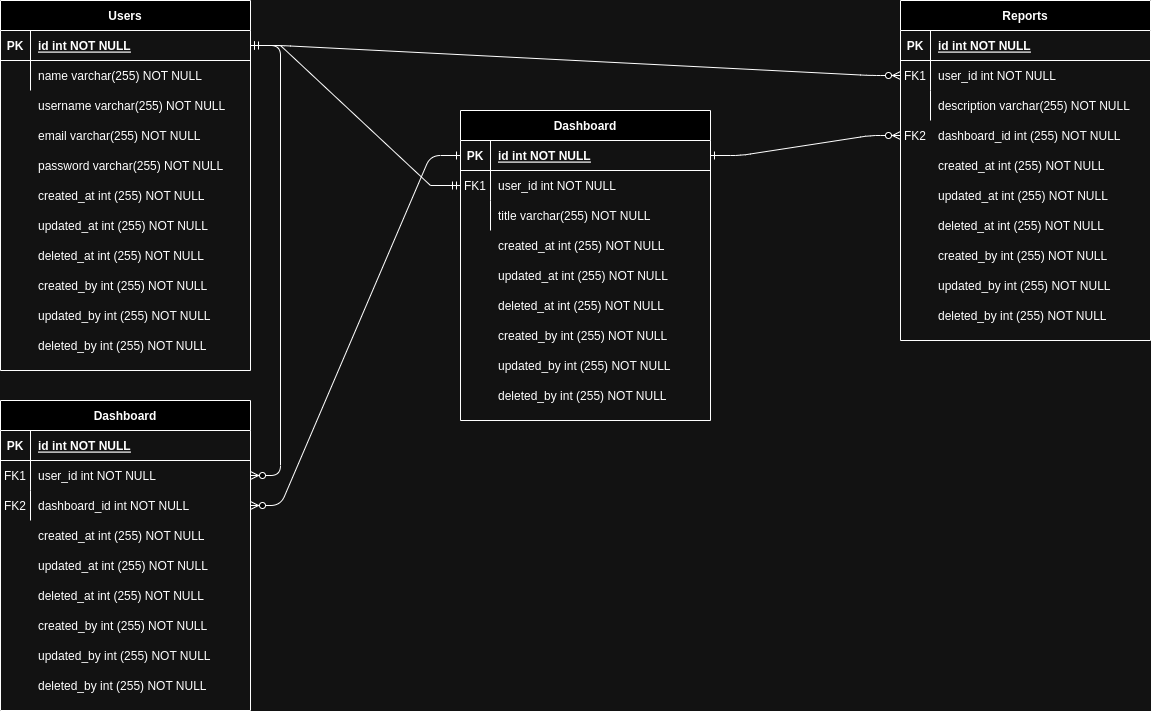 Users
PK id int NOT NULL
name varchar(255) NOT NULL
username varchar(255) NOT NULL
email varchar(255) NOT NULL
password varchar(255) NOT NULL
created_at int (255) NOT NULL
updated_at int (255) NOT NULL
deleted_at int (255) NOT NULL
created_by int (255) NOT NULL
updated_by int (255) NOT NULL
deleted_by int (255) NOT NULL
Dashboard
PK id int NOT NULL
FK1 user_id int NOT NULL
title varchar(255) NOT NULL
created_at int (255) NOT NULL
updated_at int (255) NOT NULL
deleted_at int (255) NOT NULL
created_by int (255) NOT NULL
updated_by int (255) NOT NULL
deleted_by int (255) NOT NULL
Reports
PK id int NOT NULL
FK1 user_id int NOT NULL
description varchar(255) NOT NULL
FK2 dashboard_id int (255) NOT NULL
created_at int (255) NOT NULL
updated_at int (255) NOT NULL
deleted_at int (255) NOT NULL
created_by int (255) NOT NULL
updated_by int (255) NOT NULL
deleted_by int (255) NOT NULL
Dashboard
PK id int NOT NULL
FK1 user_id int NOT NULL
FK2 dashboard_id int NOT NULL
created_at int (255) NOT NULL
updated_at int (255) NOT NULL
deleted_at int (255) NOT NULL
created_by int (255) NOT NULL
updated_by int (255) NOT NULL
deleted_by int (255) NOT NULL